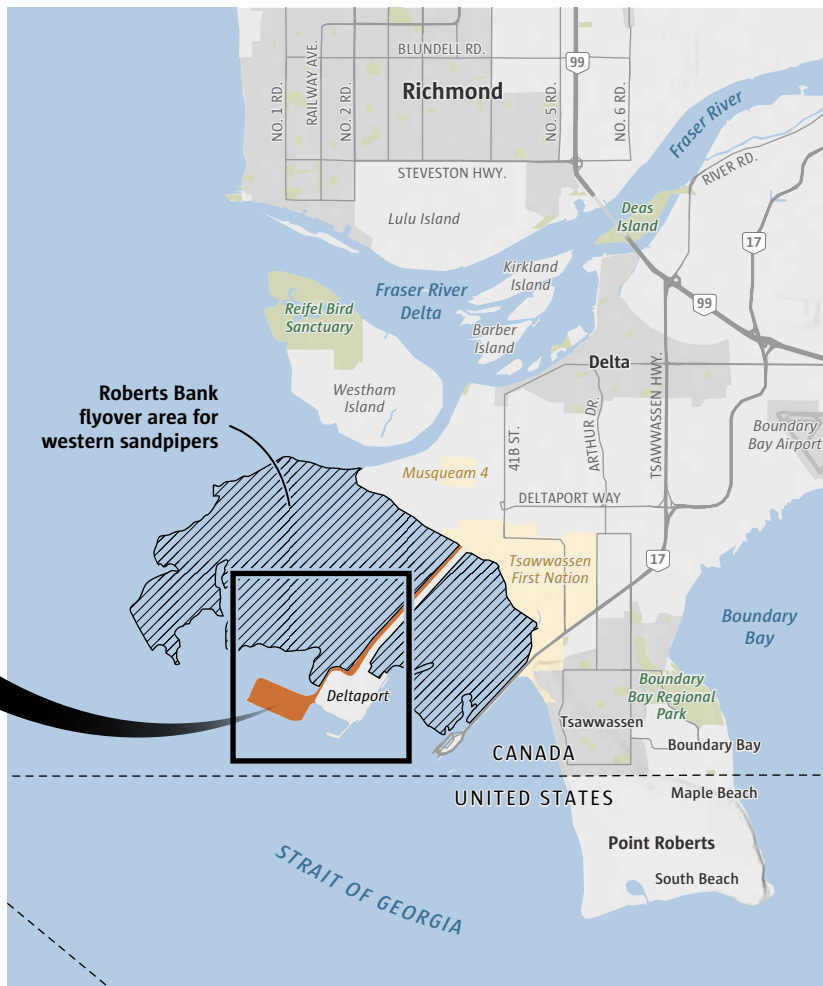 BLUNDELL RD.
99
NO. 1 RD.
RAILWAY AVE.
NO. 2 RD.
Richmond
NO. 5 RD.
NO. 6 RD.
Fraser River
STEVESTON HWY.
RIVER RD.
Lulu Island
Deas
Island
17
Kirkland
Island
Fraser River
Delta
99
Reifel Bird
Sanctuary
Barber
Island
Delta
Roberts Bank
flyover area for
western sandpipers
Westham
Island
41B ST.
ARTHUR DR.
TSAWWASSEN HWY.
Boundary
Bay Airport
Musqueam 4
DELTAPORT WAY
Tsawwassen
First Nation
17
Boundary
Bay
Deltaport
Boundary
Bay Regional
Park
Tsawwassen
Boundary Bay
CANADA
UNITED STATES
Maple Beach
Point Roberts
South Beach
STRAIT OF GEORGIA